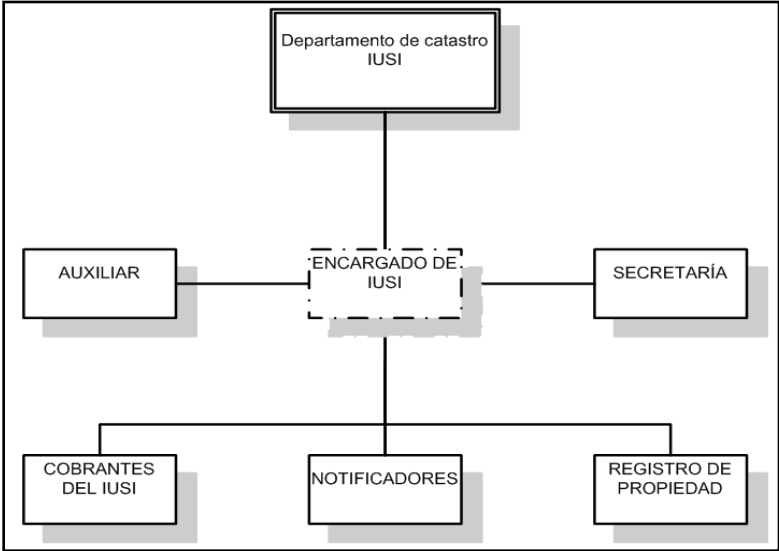 Departamento de catastro
IUSI
AUXILIAR
ENCARGADO DE
IUSI
SECRETARÍA
COBRANTES
DEL IUSI
NOTIFICADORES
REGISTRO DE
PROPIEDAD